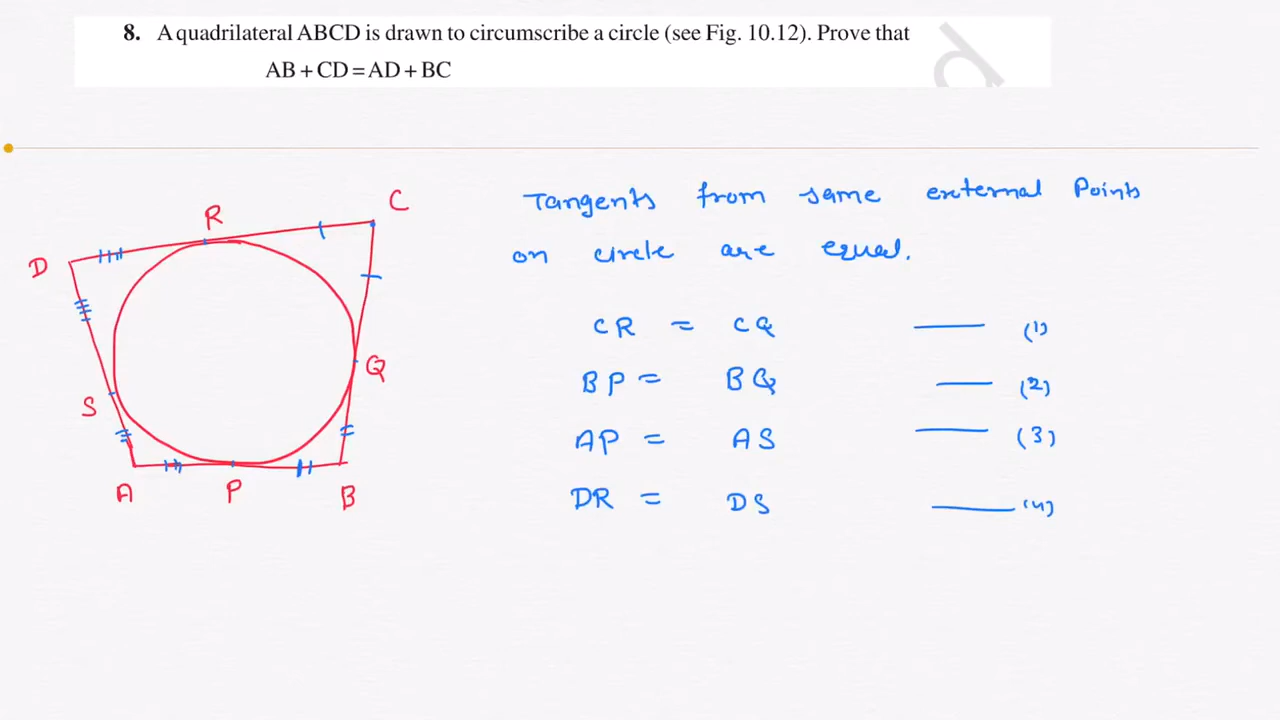 8. A quadrilateral ABCD is drawn to circumscribe a circle (see Fig. 10.12). Prove that
AB + CD = AD + BC
d
C
R
D
Q
S
A
P
B
Tangents from same external Points
on circle are equal.
CR = CQ —— (1)
BP = BQ —— (2)
AP = AS —— (3)
DR = DS —— (4)